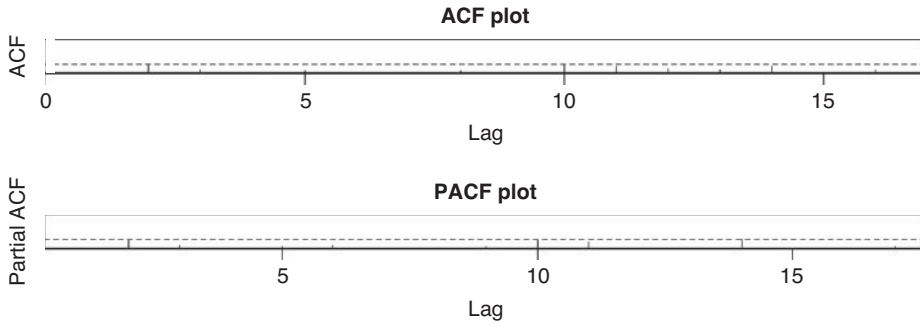 ACF plot
ACF
0 5 10 15
Lag
PACF plot
Partial ACF
5 10 15
Lag